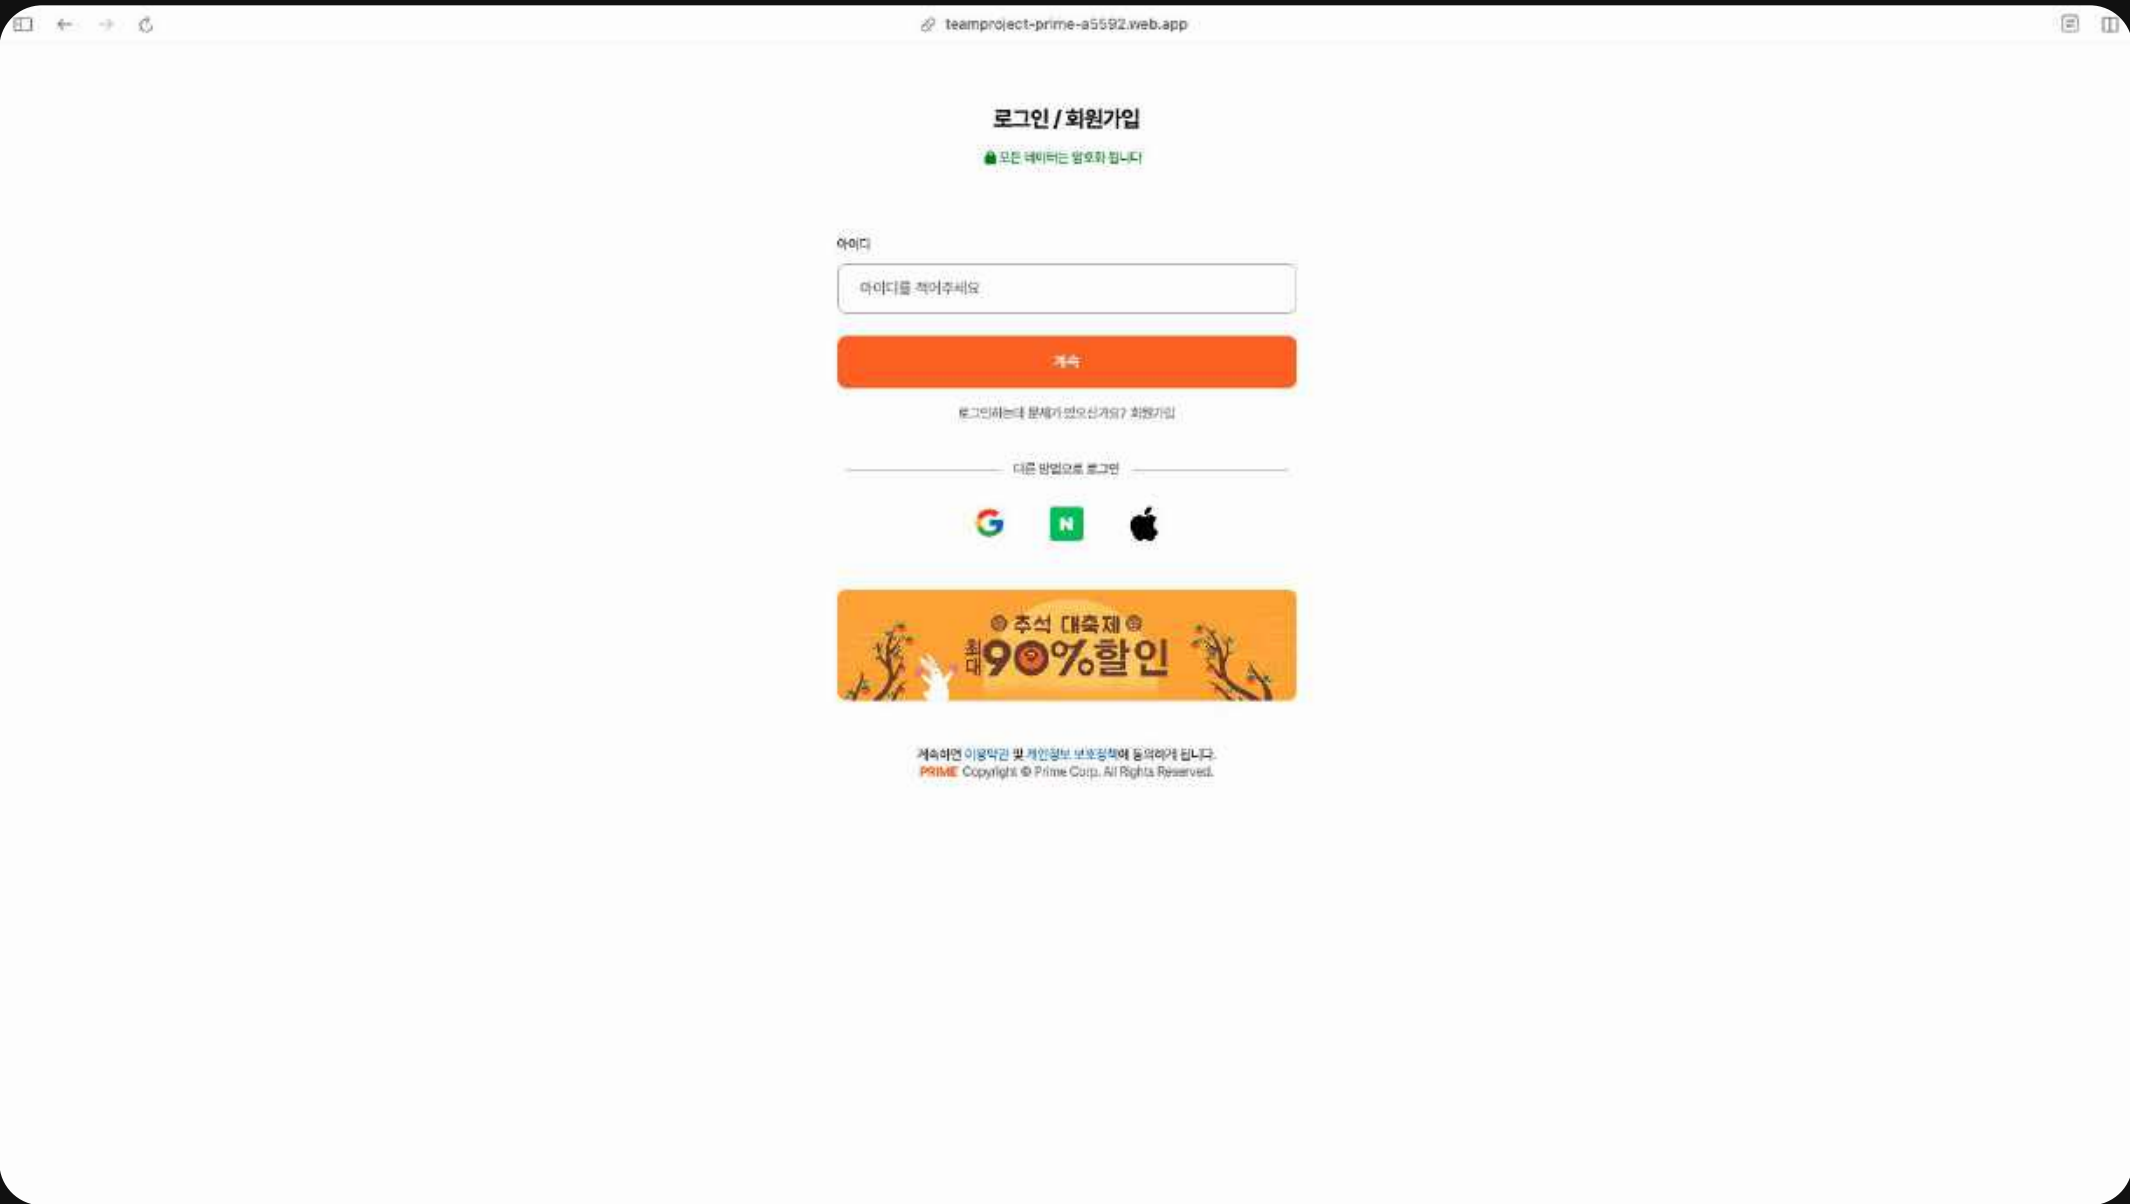 teamproject-prime-a5592.web.app
로그인 / 회원가입
모든 데이터는 암호화 됩니다
아이디
아이디를 적어주세요
계속
로그인하는데 문제가 있으신가요? 회원가입
다른 방법으로 로그인
N
추석 대축제
최대 90%할인
계속하면 이용약관 및 개인정보 보호정책에 동의하게 됩니다.
PRIME Copyright © Prime Corp. All Rights Reserved.